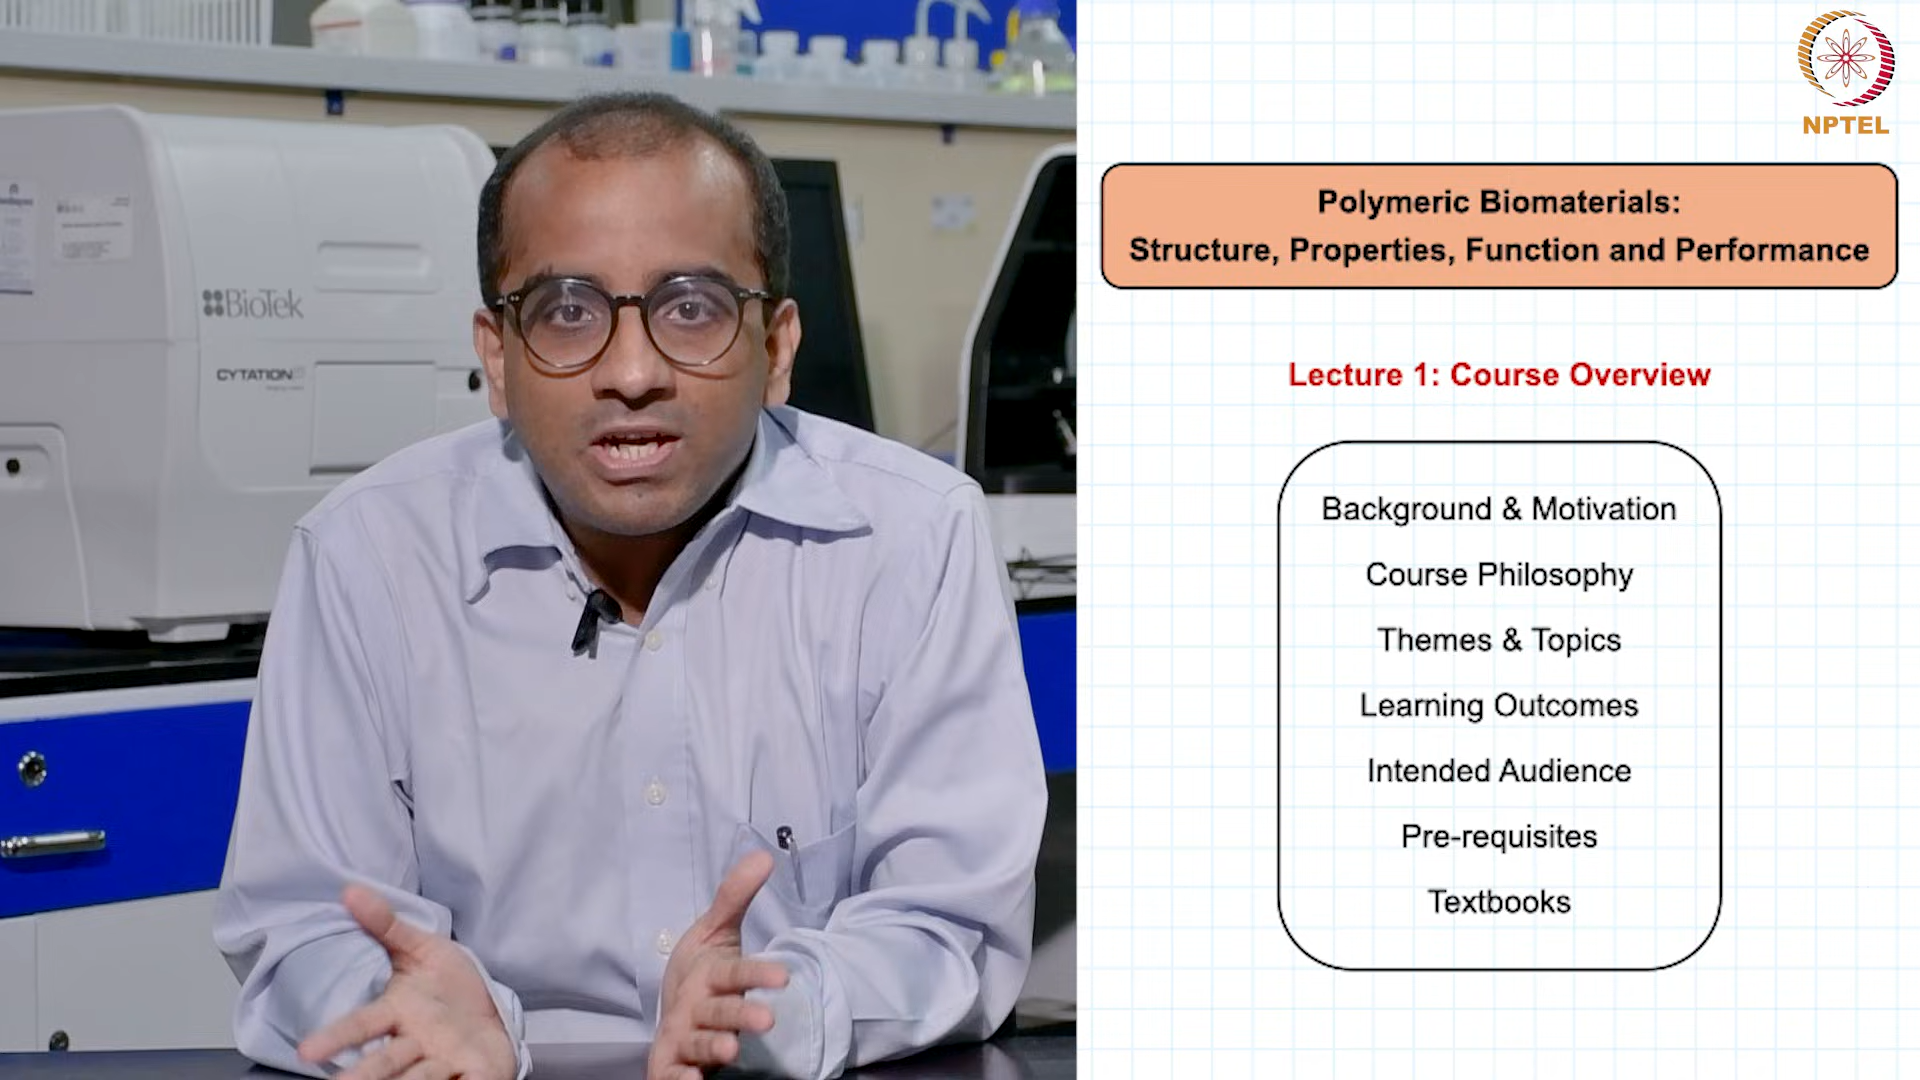 BioTek
CYTATION
NPTEL
Polymeric Biomaterials:
Structure, Properties, Function and Performance
Lecture 1: Course Overview
Background & Motivation
Course Philosophy
Themes & Topics
Learning Outcomes
Intended Audience
Pre-requisites
Textbooks